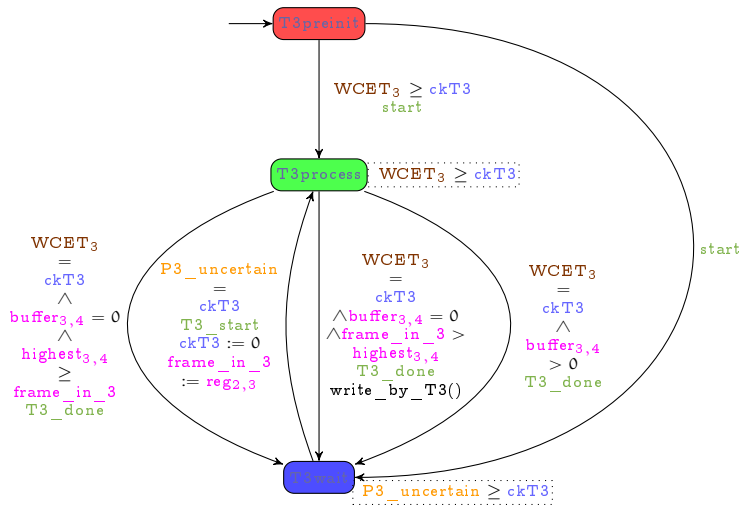 T3preinit
WCET₃ ≥ ckT3
start
T3process
WCET₃ ≥ ckT3
start
WCET₃
=
ckT3
∧
buffer₃,₄ = 0
∧
highest₃,₄
≥
frame_in_3
T3_done
P3_uncertain
=
ckT3
T3_start
ckT3 := 0
frame_in_3
:= reg₂,₃
WCET₃
=
ckT3
∧buffer₃,₄ = 0
∧frame_in_3 >
highest₃,₄
T3_done
write_by_T3()
WCET₃
=
ckT3
∧
buffer₃,₄
> 0
T3_done
T3wait
P3_uncertain ≥ ckT3